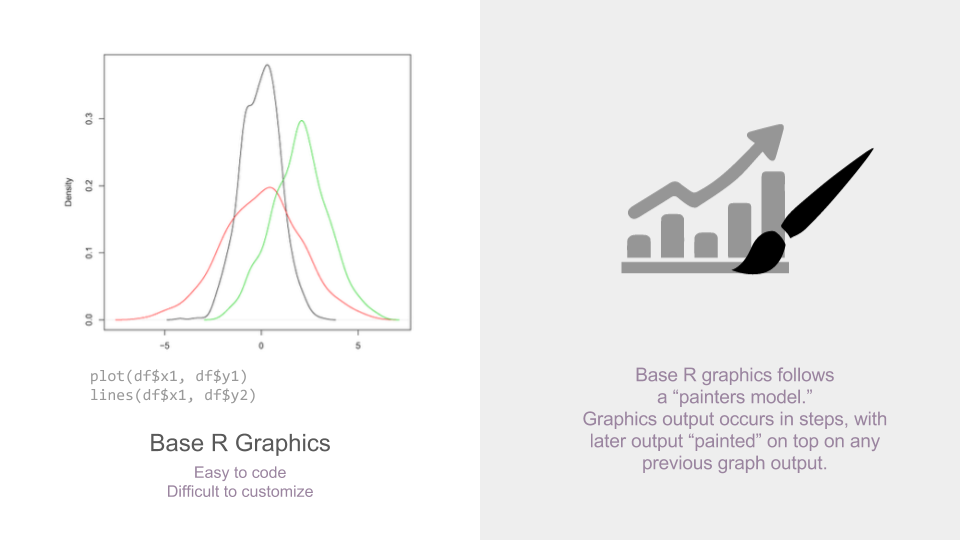 Density
0.3
0.2
0.1
0.0
−5
0
5
plot(df$x1, df$y1)
lines(df$x1, df$y2)
Base R Graphics
Easy to code
Difficult to customize
Base R graphics follows
a “painters model.”
Graphics output occurs in steps, with
later output “painted” on top on any
previous graph output.